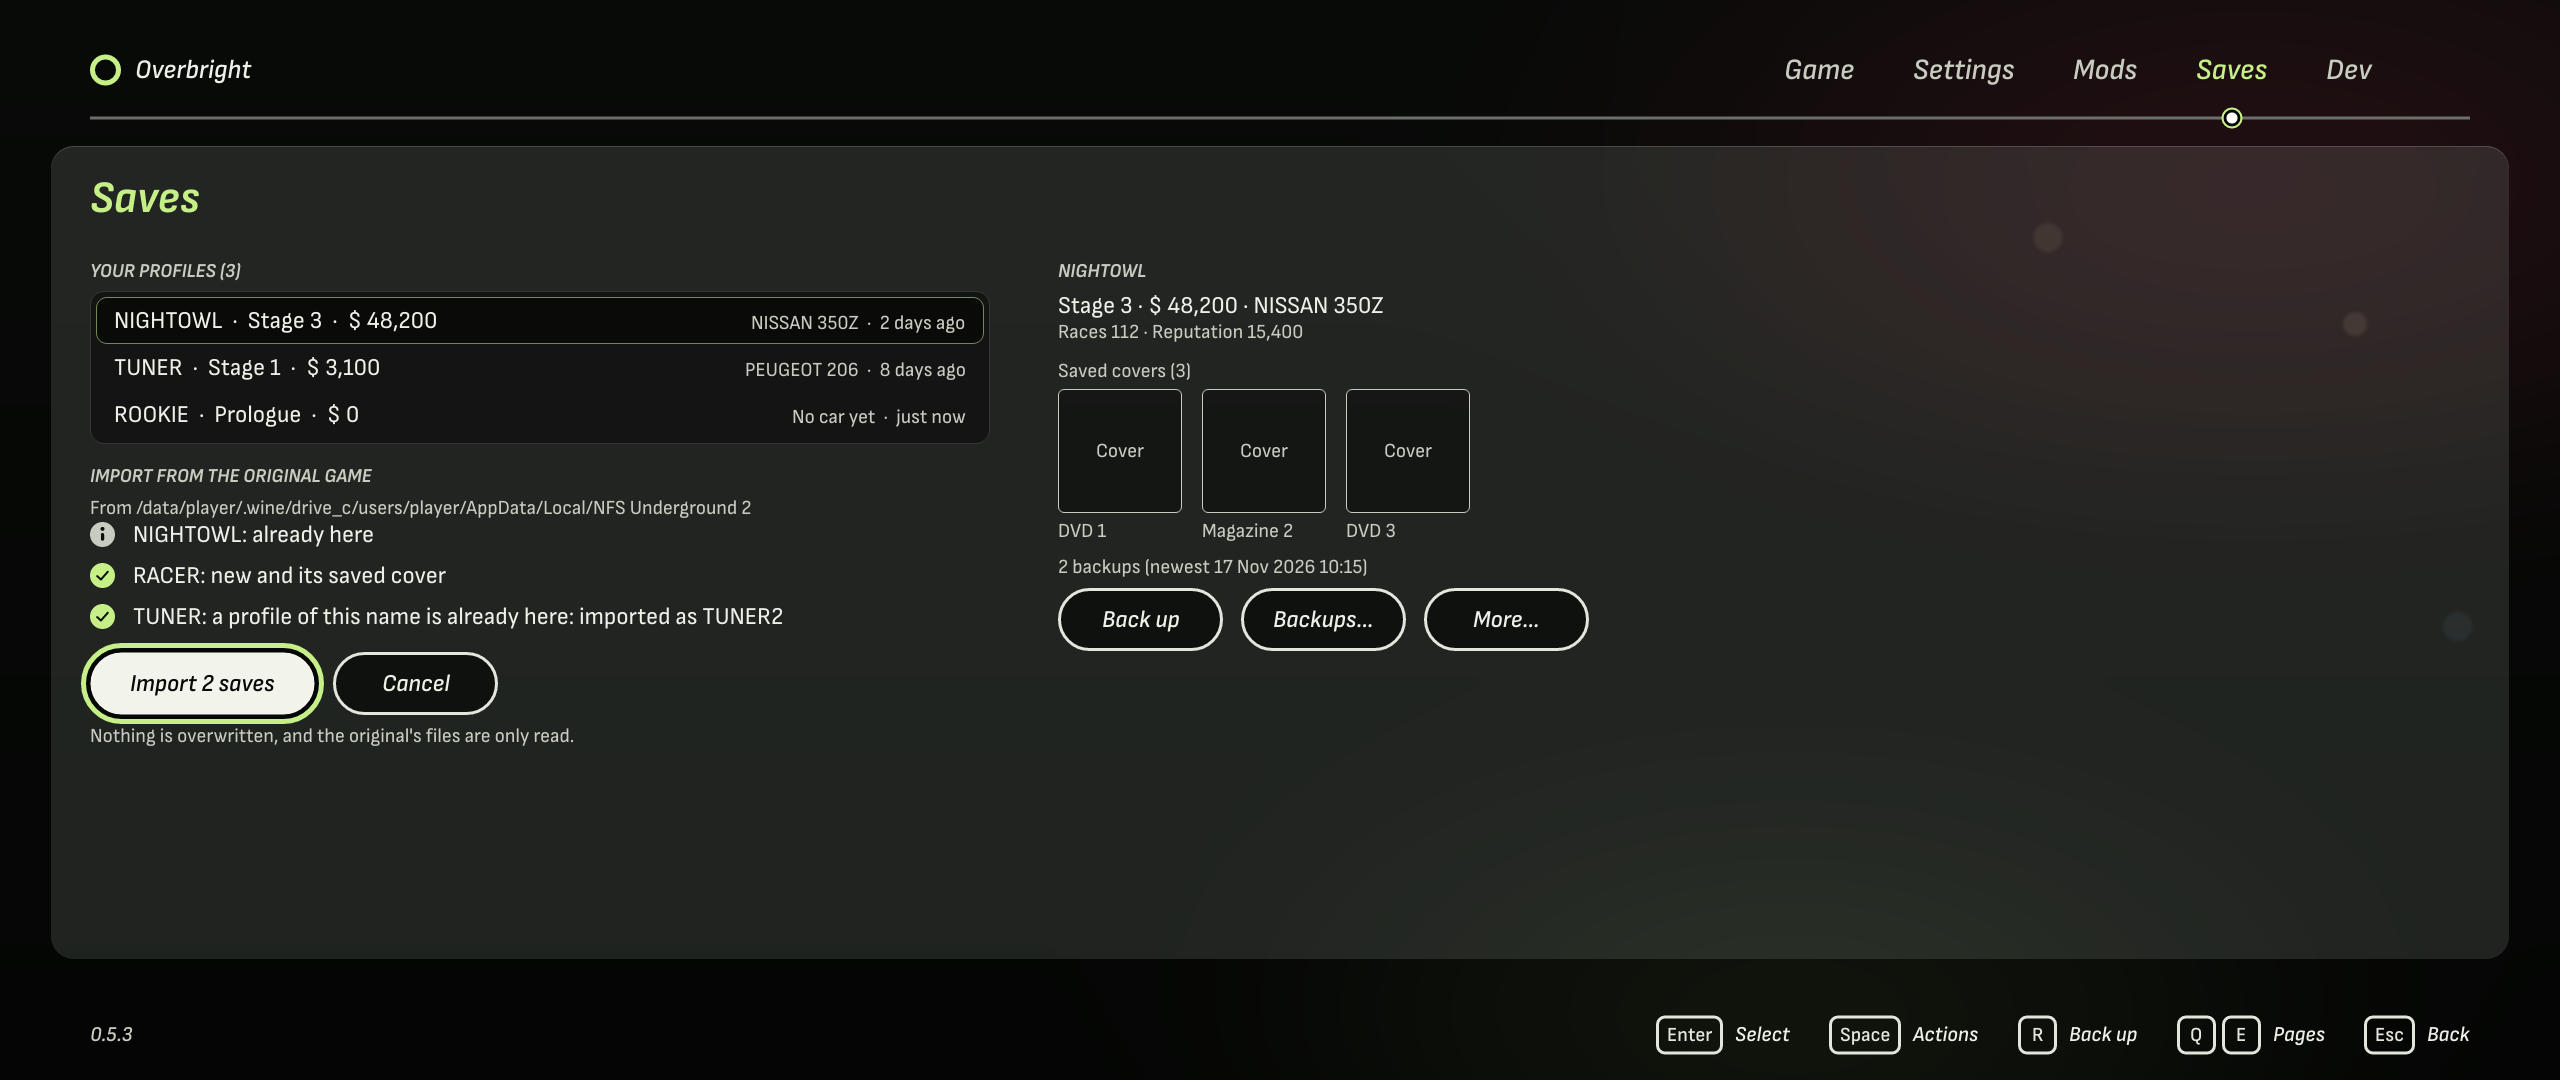 Overbright
Game Settings Mods Saves Dev
Saves
YOUR PROFILES (3)
NIGHTOWL · Stage 3 · $ 48,200 NISSAN 350Z · 2 days ago
TUNER · Stage 1 · $ 3,100 PEUGEOT 206 · 8 days ago
ROOKIE · Prologue · $ 0 No car yet · just now
IMPORT FROM THE ORIGINAL GAME
From /data/player/.wine/drive_c/users/player/AppData/Local/NFS Underground 2
NIGHTOWL: already here
RACER: new and its saved cover
TUNER: a profile of this name is already here: imported as TUNER2
Import 2 saves Cancel
Nothing is overwritten, and the original's files are only read.
NIGHTOWL
Stage 3 · $ 48,200 · NISSAN 350Z
Races 112 · Reputation 15,400
Saved covers (3)
Cover Cover Cover
DVD 1 Magazine 2 DVD 3
2 backups (newest 17 Nov 2026 10:15)
Back up Backups... More...
0.5.3
Enter Select Space Actions R Back up Q E Pages Esc Back